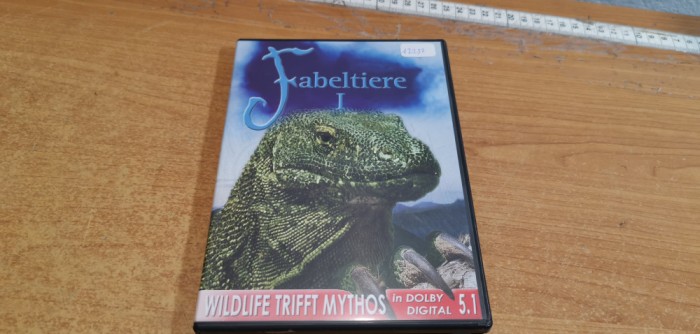 Fabeltiere
I
WILDLIFE TRIFFT MYTHOS in DOLBY DIGITAL 5.1